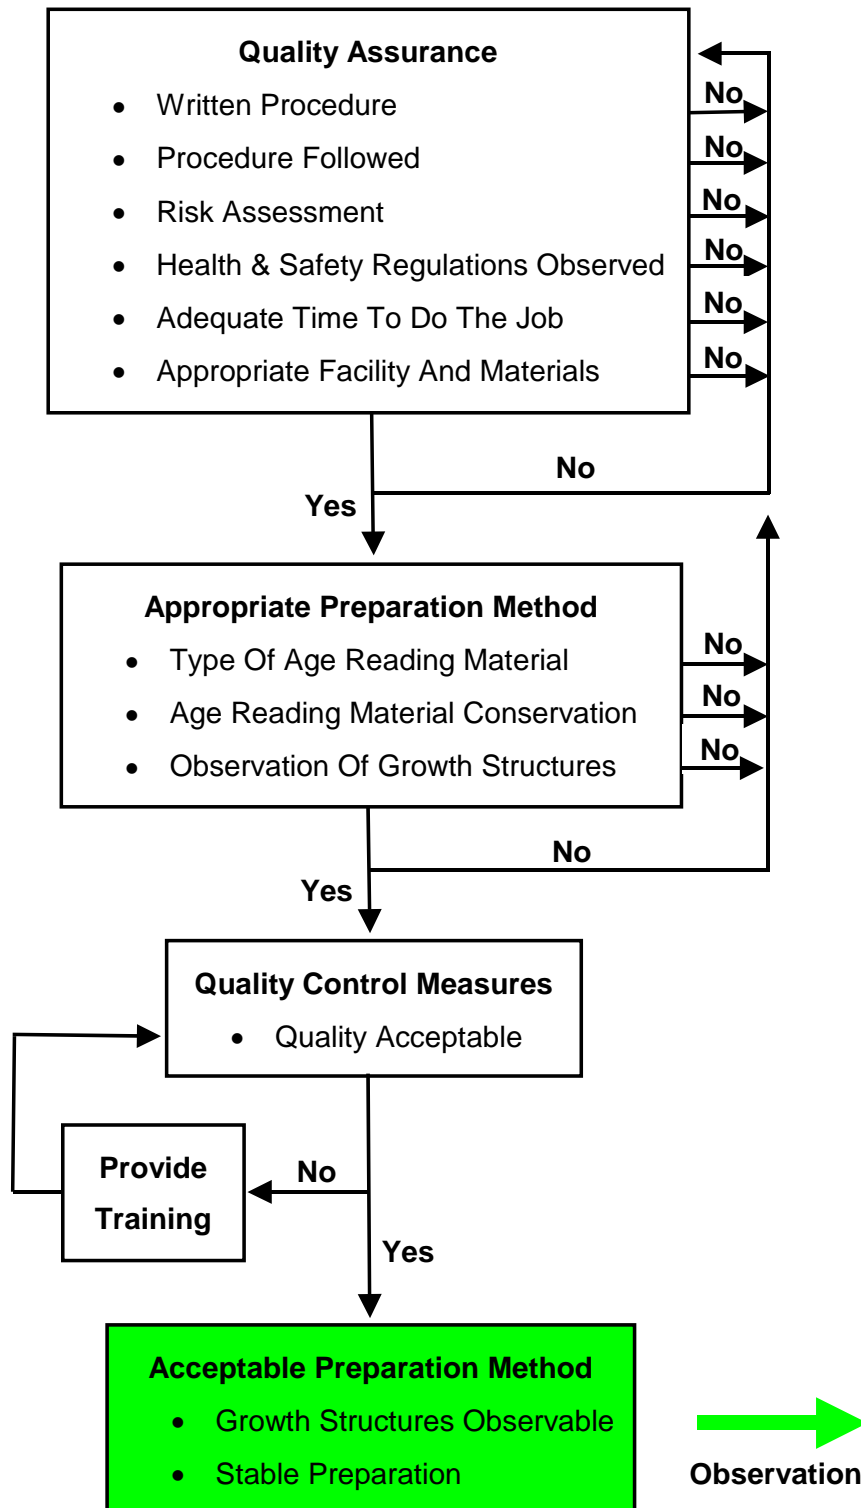 Quality Assurance
• Written Procedure
No
• Procedure Followed
No
• Risk Assessment
No
• Health & Safety Regulations Observed
No
• Adequate Time To Do The Job
No
• Appropriate Facility And Materials
No
No
Yes
Appropriate Preparation Method
• Type Of Age Reading Material
No
• Age Reading Material Conservation
No
• Observation Of Growth Structures
No
No
Yes
Quality Control Measures
• Quality Acceptable
Provide
Training
No
Yes
Acceptable Preparation Method
• Growth Structures Observable
• Stable Preparation
Observation